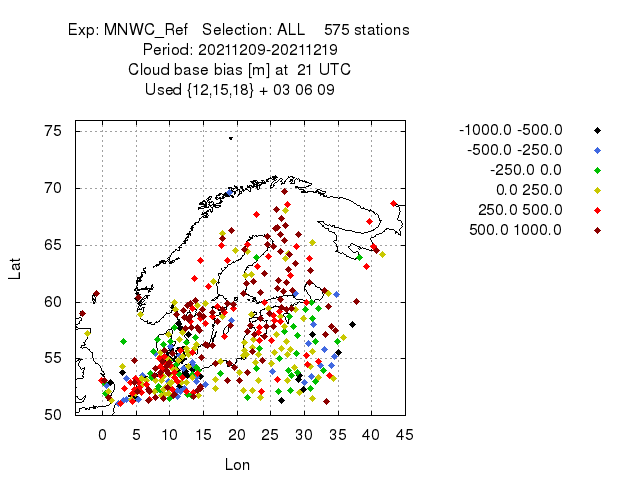 Exp: MNWC_Ref Selection: ALL 575 stations
Period: 20211209-20211219
Cloud base bias [m] at 21 UTC
Used {12,15,18} + 03 06 09
-1000.0 -500.0
-500.0 -250.0
-250.0 0.0
0.0 250.0
250.0 500.0
500.0 1000.0
75
70
65
60
55
50
Lat
0 5 10 15 20 25 30 35 40 45
Lon